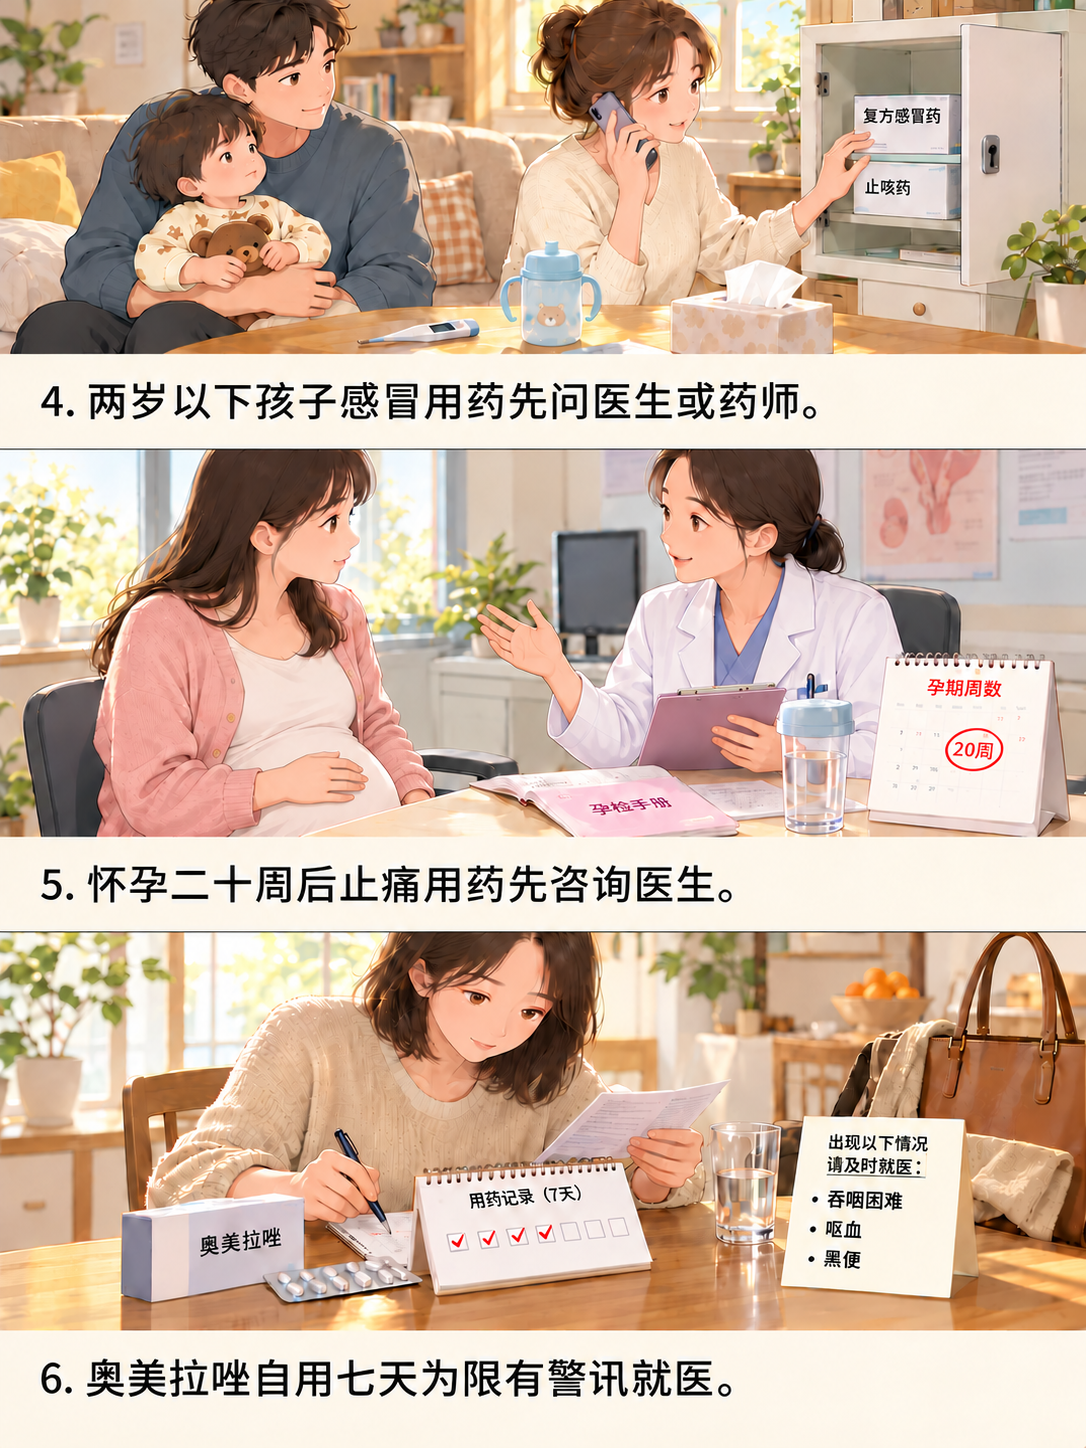 复方感冒药
止咳药
4. 两岁以下孩子感冒用药先问医生或药师。
孕期周数
20周
孕检手册
5. 怀孕二十周后止痛用药先咨询医生。
用药记录（7天）
奥美拉唑
出现以下情况
请及时就医：
• 吞咽困难
• 呕血
• 黑便
6. 奥美拉唑自用七天为限有警讯就医。